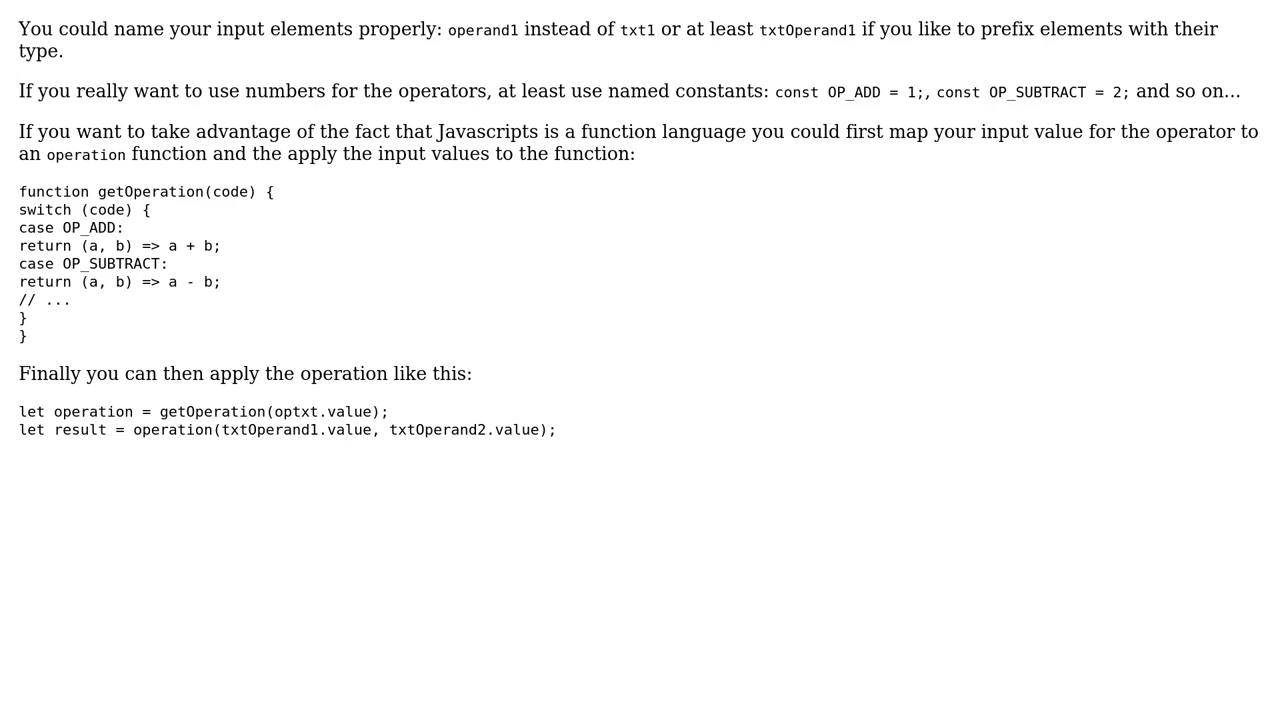 You could name your input elements properly: operand1 instead of txt1 or at least txtOperand1 if you like to prefix elements with their
type.
If you really want to use numbers for the operators, at least use named constants: const OP_ADD = 1;, const OP_SUBTRACT = 2; and so on...
If you want to take advantage of the fact that Javascripts is a function language you could first map your input value for the operator to
an operation function and the apply the input values to the function:
function getOperation(code) {
switch (code) {
case OP_ADD:
return (a, b) => a + b;
case OP_SUBTRACT:
return (a, b) => a - b;
// ...
}
}
Finally you can then apply the operation like this:
let operation = getOperation(optxt.value);
let result = operation(txtOperand1.value, txtOperand2.value);